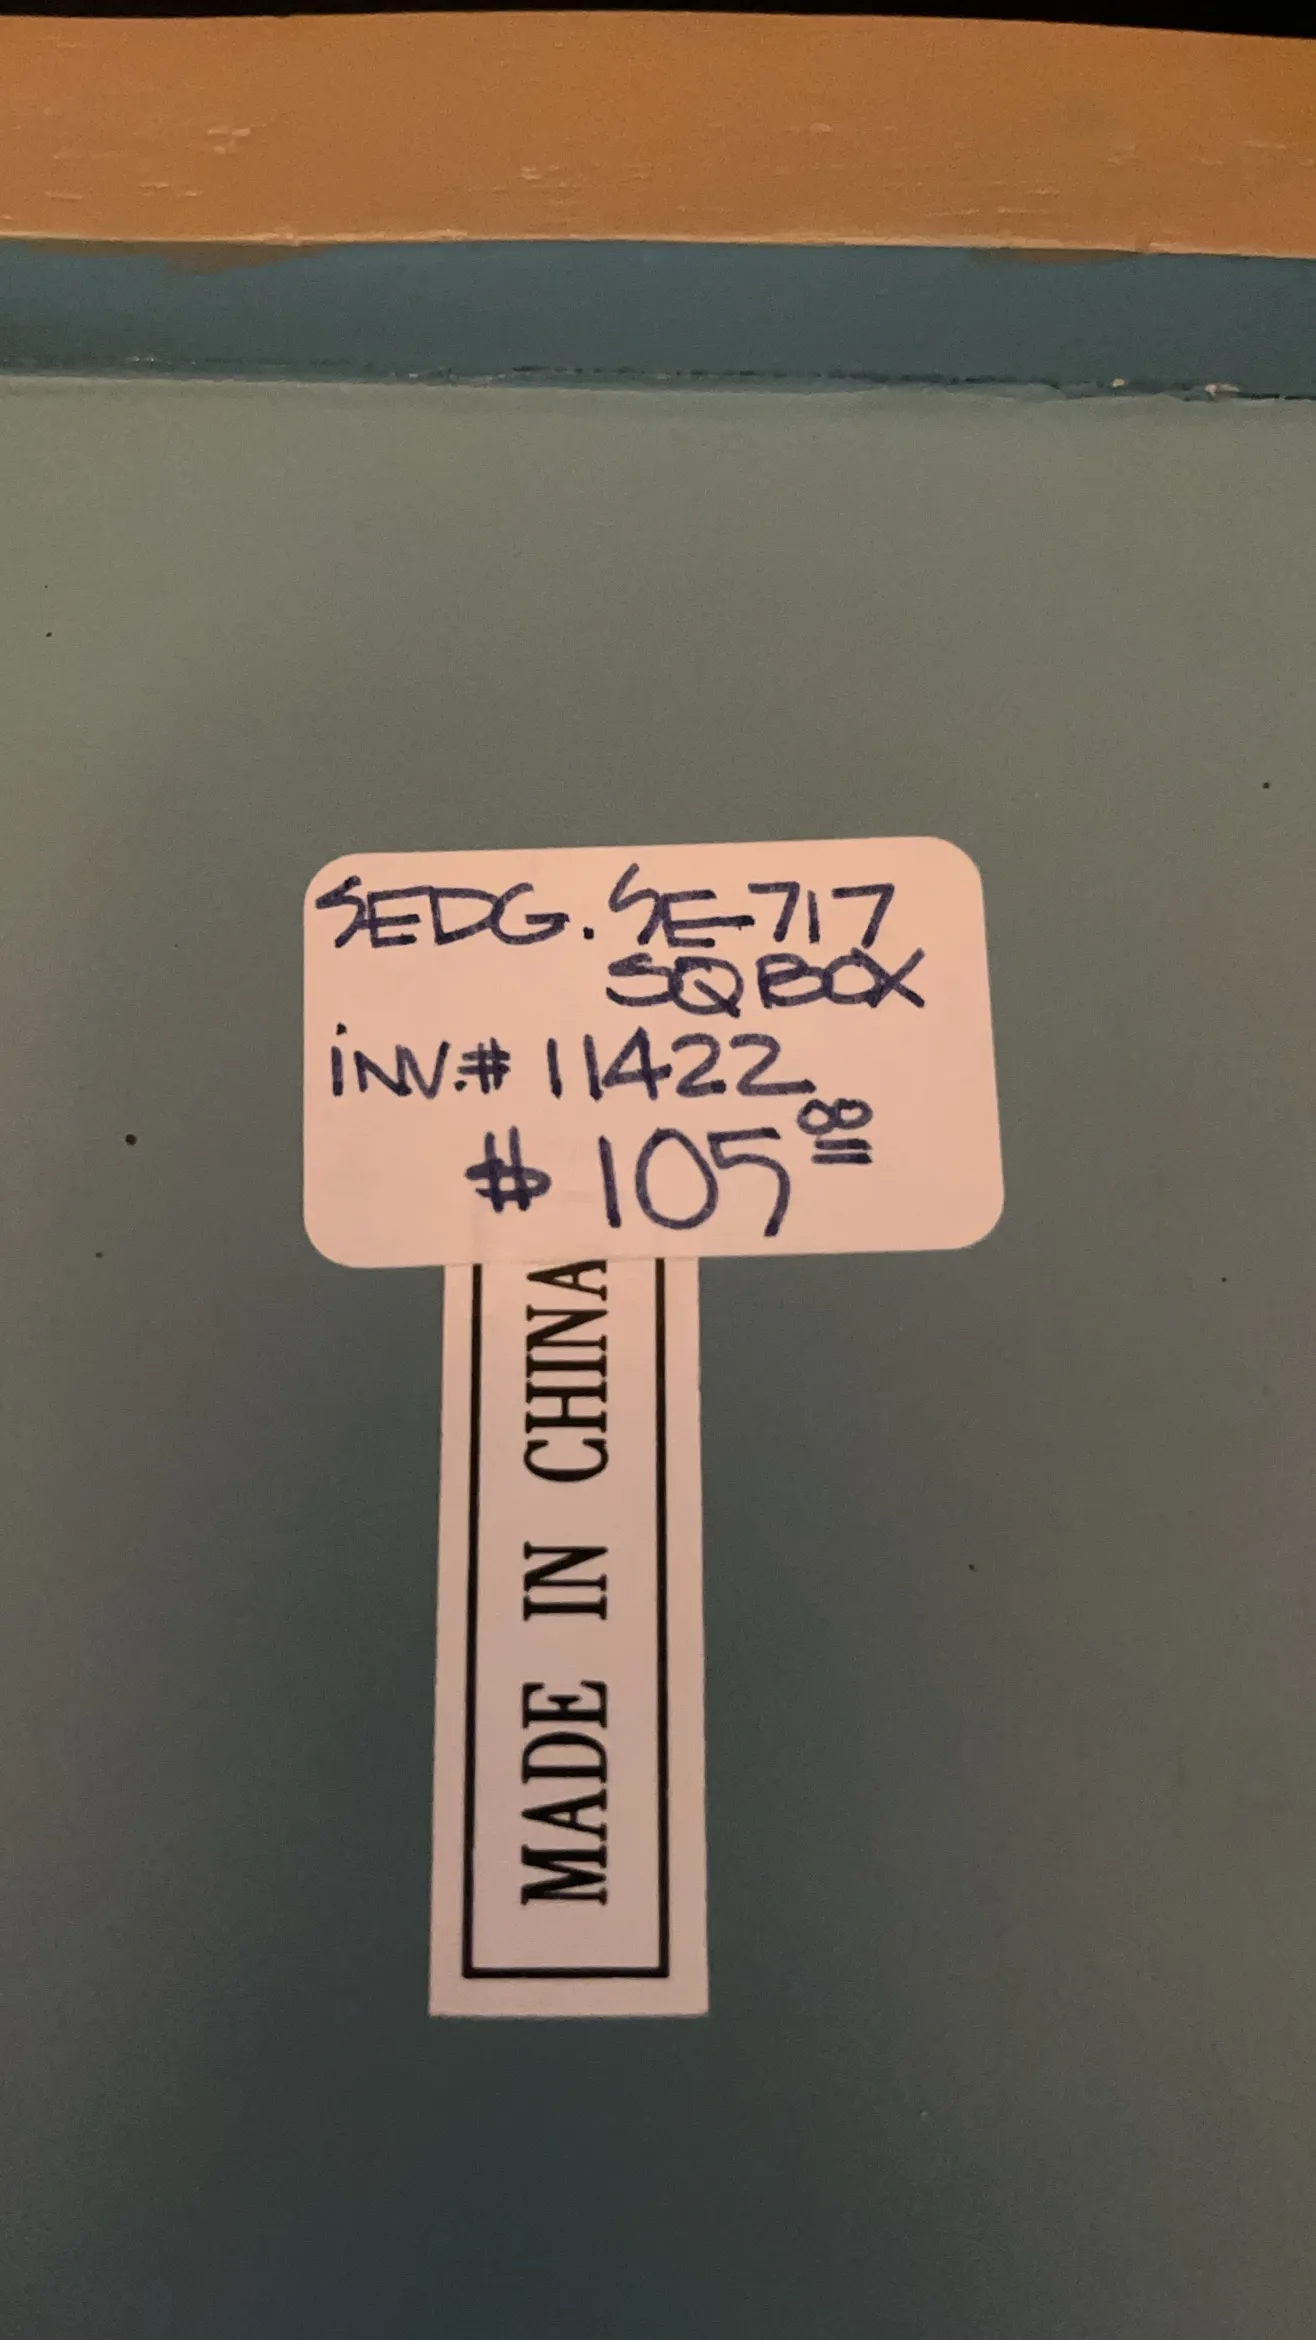 SEDG. SE-717
SQ BOX
INV.# 11422
$ 105.00
MADE IN CHINA